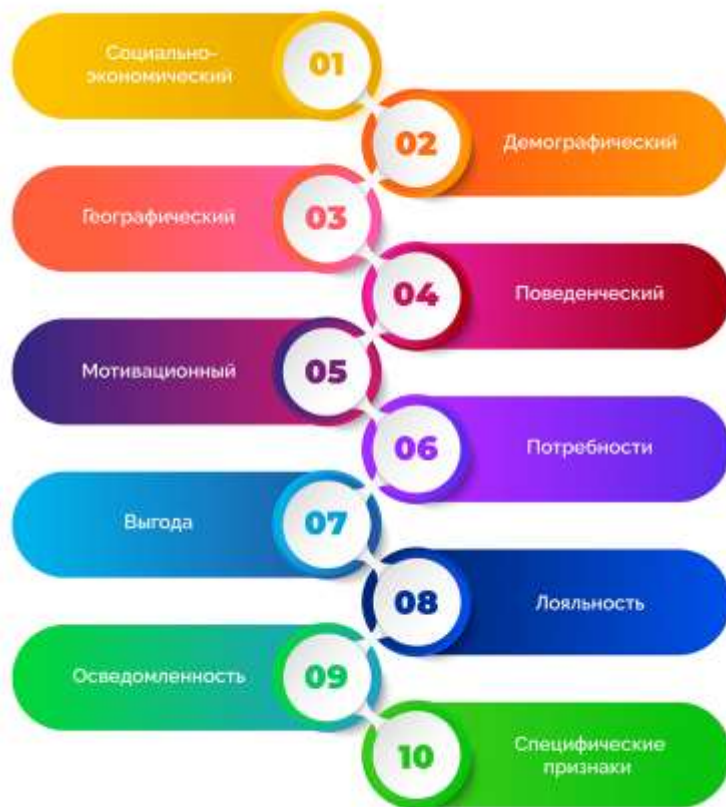 Социально-
экономический
01
02
Демографический
Географический
03
04
Поведенческий
Мотивационный
05
06
Потребности
Выгода
07
08
Лояльность
Осведомленность
09
10
Специфические
признаки